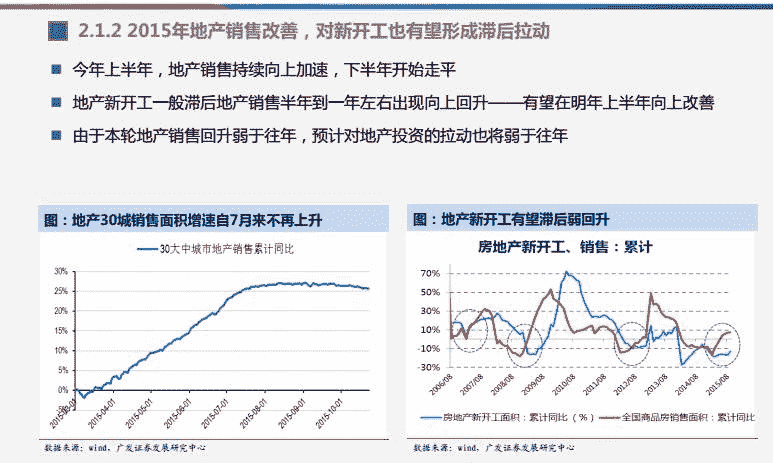 2.1.2 2015年地产销售改善，对新开工也有望形成滞后拉动
今年上半年，地产销售持续向上加速，下半年开始走平
地产新开工一般滞后地产销售半年到一年左右出现向上回升——有望在明年上半年向上改善
由于本轮地产销售回升弱于往年，预计对地产投资的拉动也将弱于往年
图：地产30城销售面积增速自7月来不再上升
30大中城市地产销售累计同比
30%
25%
20%
15%
10%
5%
0%
2015-04-01
2015-05-01
2015-06-01
2015-07-01
2015-08-01
2015-09-01
2015-10-01
数据来源：wind，广发证券发展研究中心
图：地产新开工有望滞后弱回升
房地产新开工、销售：累计
70%
50%
30%
10%
-10%
-30%
2006/08
2007/08
2008/08
2009/08
2010/08
2011/08
2012/08
2013/08
2014/08
2015/08
房地产新开工面积：累计同比（%）
全国商品房销售面积：累计同比
数据来源：wind，广发证券发展研究中心